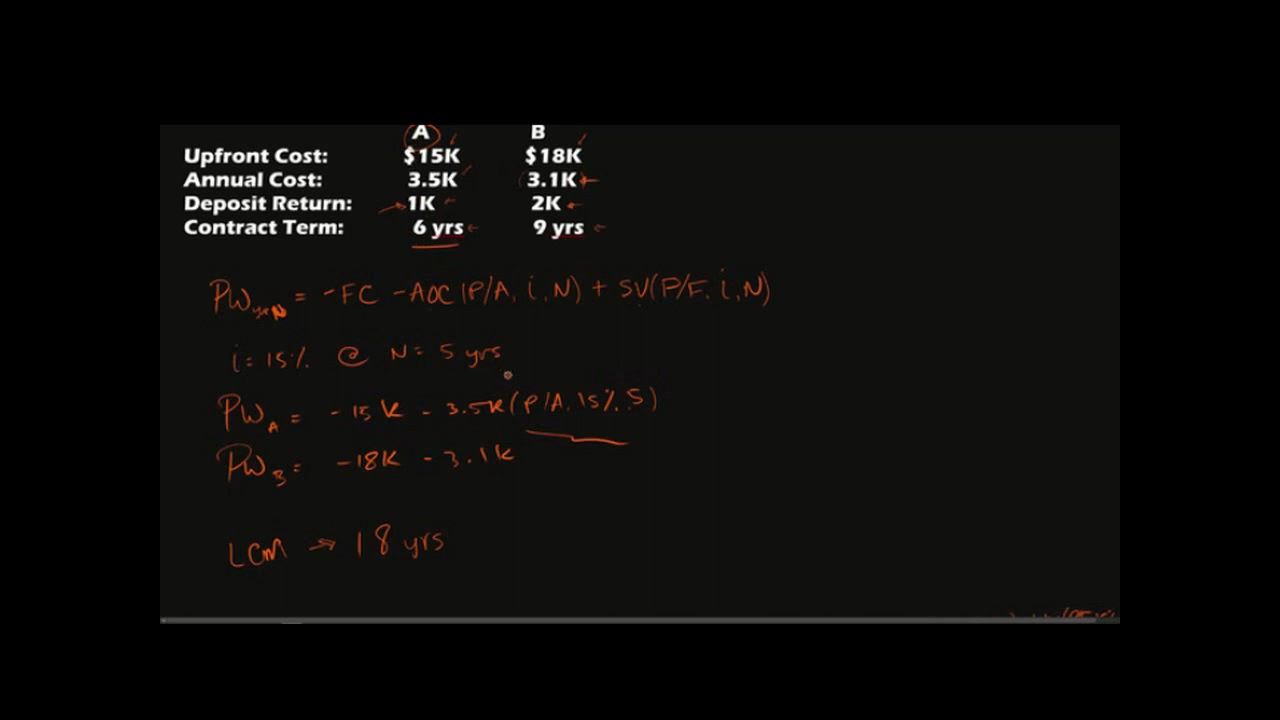 A B
Upfront Cost: $15K $18K
Annual Cost: 3.5K 3.1K
Deposit Return: 1K 2K
Contract Term: 6 yrs 9 yrs
PW = -FC -AOC (P/A, i, N) + SV(P/F, i, N)
i = 15% @ N = 5 yrs
PW_A = -15K - 3.5K (P/A, 15%, 5)
PW_B = -18K - 3.1K
LCM → 18 yrs